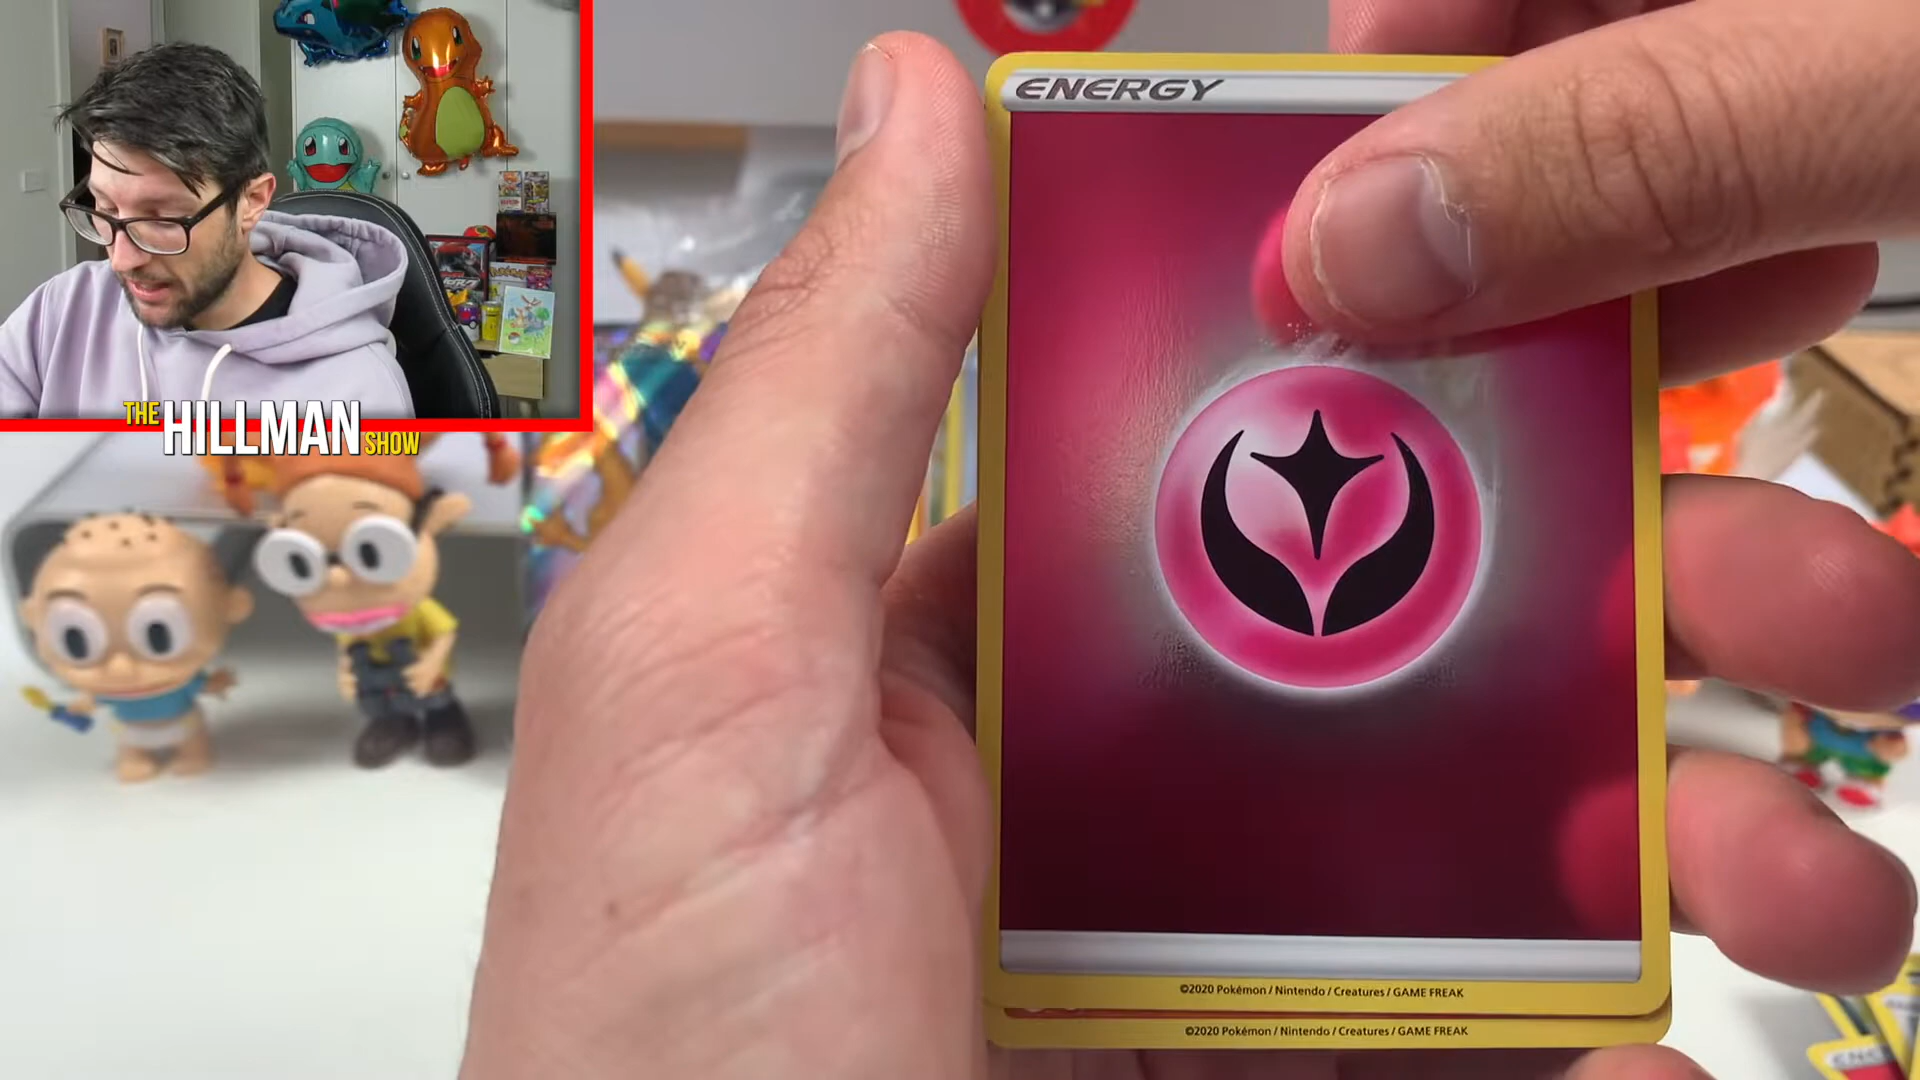 THE HILLMAN SHOW
ENERGY
©2020 Pokémon / Nintendo / Creatures / GAME FREAK
©2020 Pokémon / Nintendo / Creatures / GAME FREAK